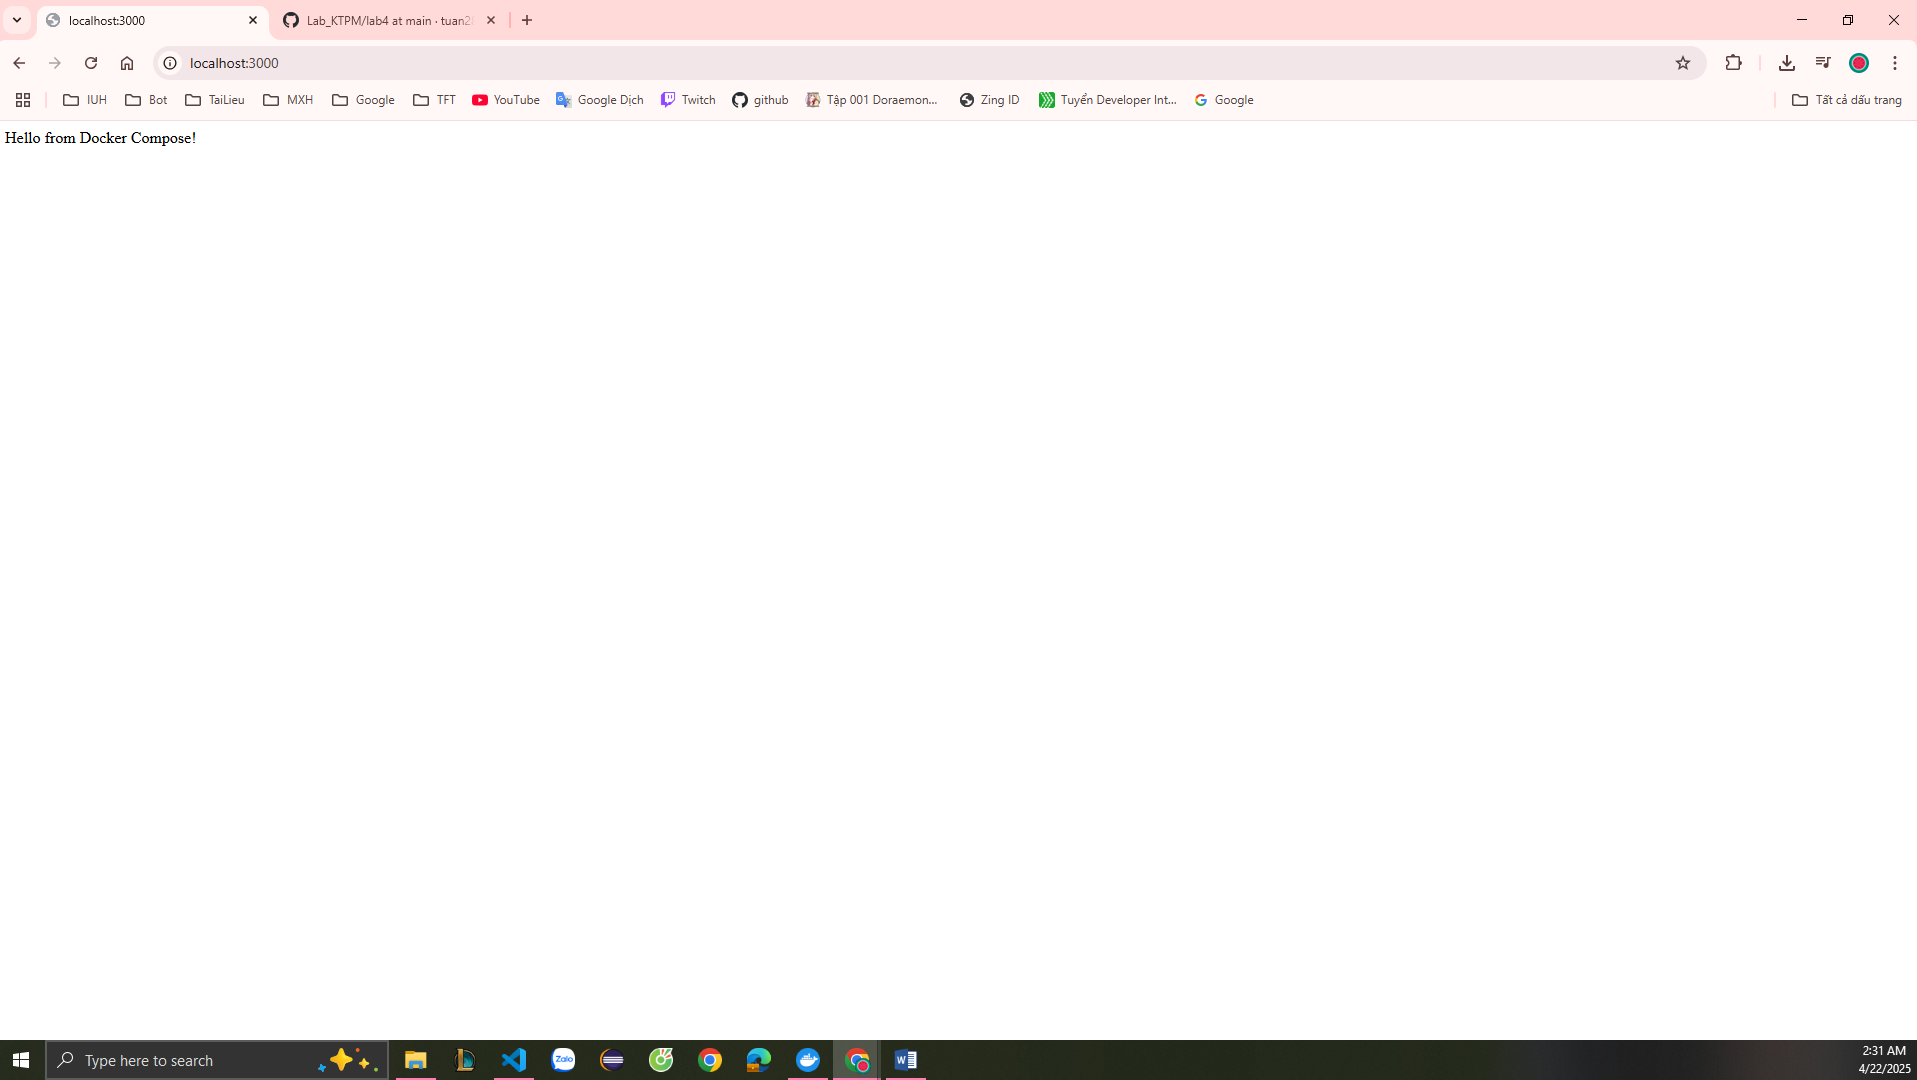 localhost:3000
Lab_KTPM/lab4 at main · tuan2
localhost:3000
IUH Bot TaiLieu MXH Google TFT YouTube Google Dịch Twitch github Tập 001 Doraemon... Zing ID Tuyển Developer Int... Google Tất cả dấu trang
Hello from Docker Compose!
Type here to search
Zalo
W
2:31 AM
4/22/2025